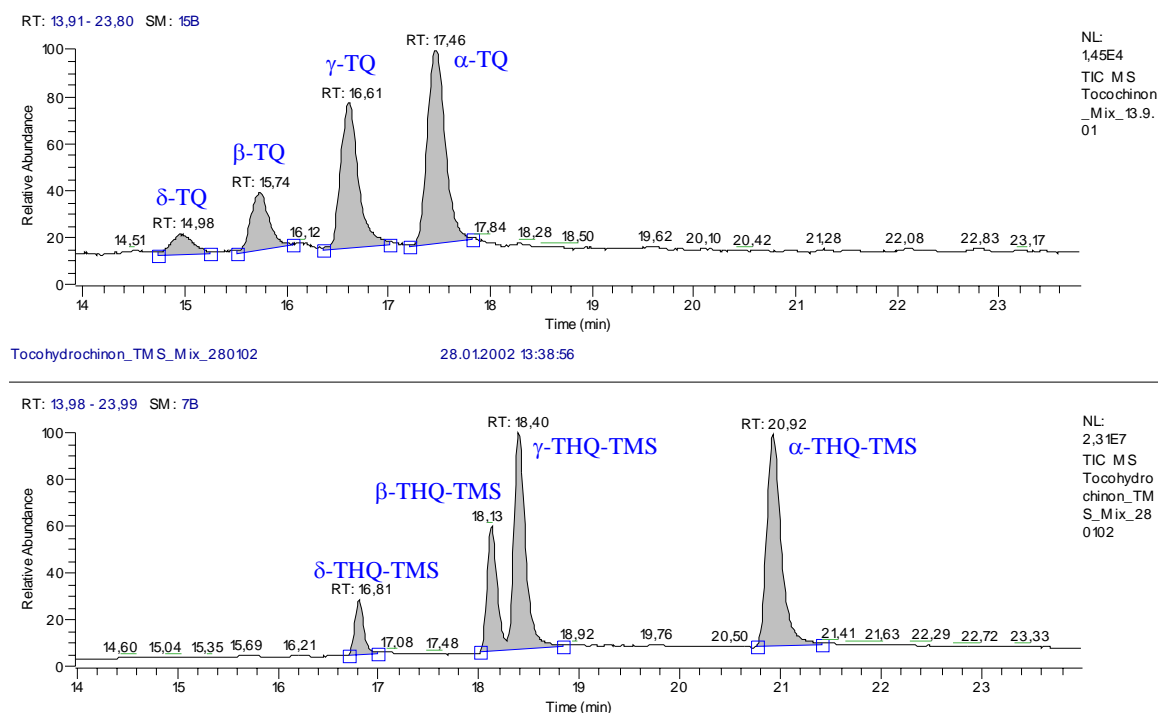 RT: 13,91 - 23,80 SM: 15B
RT: 17,46
NL:
1,45E4
TIC MS
Tocochinon
_Mix_13.9.
01
100
80
60
40
20
0
Relative Abundance
γ-TQ
α-TQ
RT: 16,61
β-TQ
RT: 15,74
δ-TQ
RT: 14,98
14,51
16,12
17,84
18,28
18,50
19,62
20,10
20,42
21,28
22,08
22,83
23,17
14 15 16 17 18 19 20 21 22 23
Time (min)
Tocohydrochinon_TMS_Mix_280102 28.01.2002 13:38:56
RT: 13,98 - 23,99 SM: 7B
RT: 18,40
RT: 20,92
NL:
2,31E7
TIC MS
Tocohydro
chinon_TM
S_Mix_28
0102
100
80
60
40
20
0
Relative Abundance
γ-THQ-TMS
α-THQ-TMS
β-THQ-TMS
18,13
δ-THQ-TMS
RT: 16,81
14,60
15,04
15,35
15,69
16,21
17,08
17,48
18,92
19,76
20,50
21,41
21,63
22,29
22,72
23,33
14 15 16 17 18 19 20 21 22 23
Time (min)